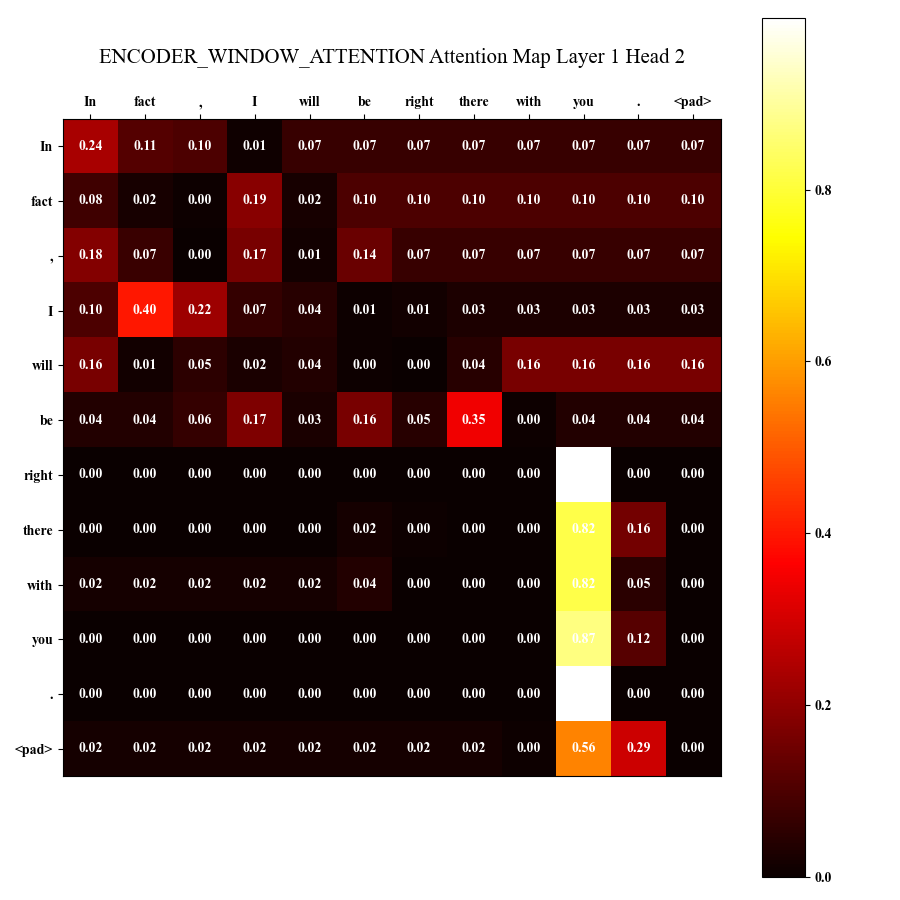 ENCODER_WINDOW_ATTENTION Attention Map Layer 1 Head 2
In fact , I will be right there with you . <pad>
In 0.24 0.11 0.10 0.01 0.07 0.07 0.07 0.07 0.07 0.07 0.07 0.07
fact 0.08 0.02 0.00 0.19 0.02 0.10 0.10 0.10 0.10 0.10 0.10 0.10
, 0.18 0.07 0.00 0.17 0.01 0.14 0.07 0.07 0.07 0.07 0.07 0.07
I 0.10 0.40 0.22 0.07 0.04 0.01 0.01 0.03 0.03 0.03 0.03 0.03
will 0.16 0.01 0.05 0.02 0.04 0.00 0.00 0.04 0.16 0.16 0.16 0.16
be 0.04 0.04 0.06 0.17 0.03 0.16 0.05 0.35 0.00 0.04 0.04 0.04
right 0.00 0.00 0.00 0.00 0.00 0.00 0.00 0.00 0.00 0.00 0.00
there 0.00 0.00 0.00 0.00 0.00 0.02 0.00 0.00 0.00 0.82 0.16 0.00
with 0.02 0.02 0.02 0.02 0.02 0.04 0.00 0.00 0.00 0.82 0.05 0.00
you 0.00 0.00 0.00 0.00 0.00 0.00 0.00 0.00 0.00 0.87 0.12 0.00
. 0.00 0.00 0.00 0.00 0.00 0.00 0.00 0.00 0.00 0.00 0.00
<pad> 0.02 0.02 0.02 0.02 0.02 0.02 0.02 0.02 0.00 0.56 0.29 0.00
0.8
0.6
0.4
0.2
0.0